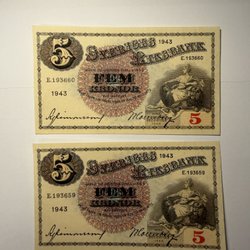 5 SVERIGES RIKSBANK
1943
E.193660
E.193660
FEM
KRONOR
1943
5
5 SVERIGES RIKSBANK
1943
E.193659
E.193659
FEM
KRONOR
1943
5